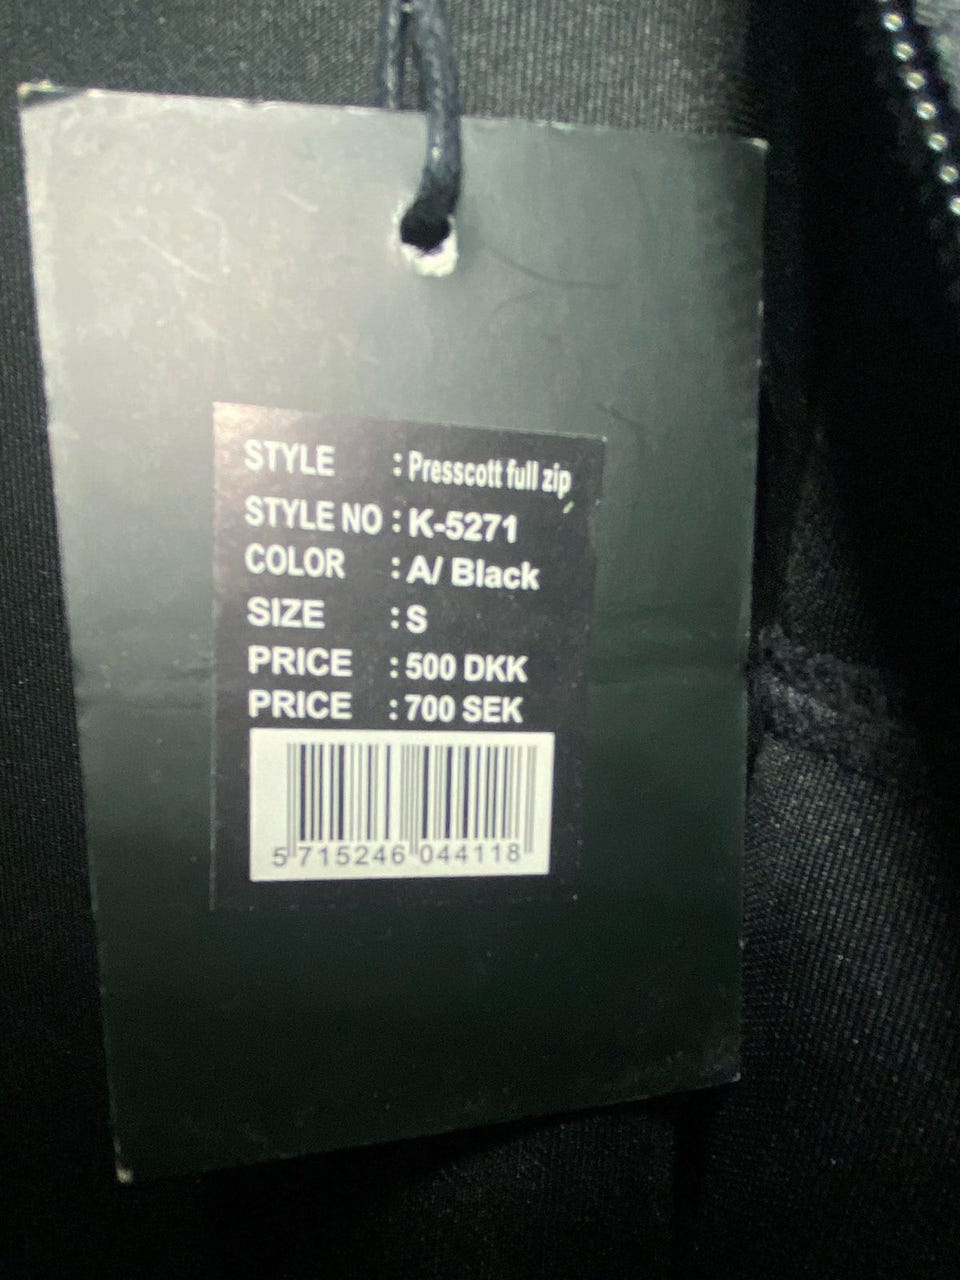 STYLE : Presscott full zip
STYLE NO : K-5271
COLOR : A/ Black
SIZE : S
PRICE : 500 DKK
PRICE : 700 SEK
5 715246 044118